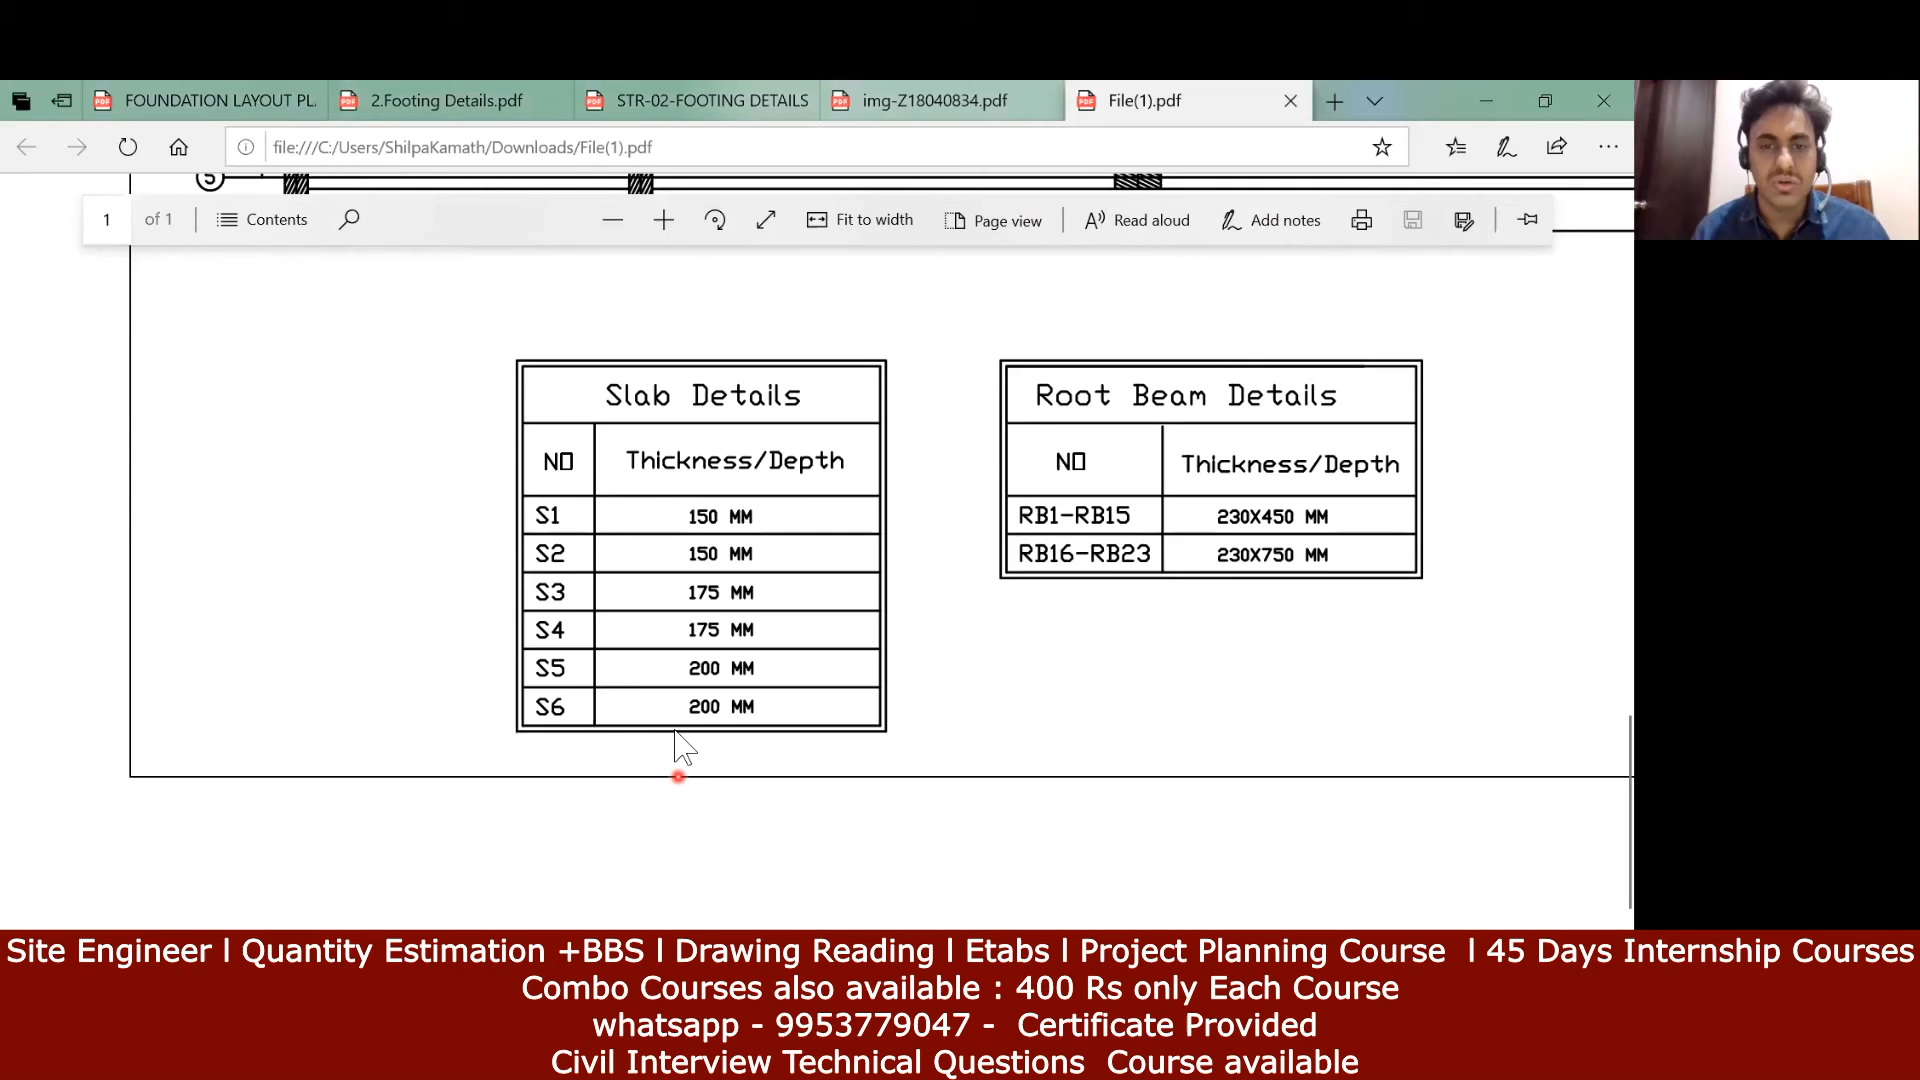 FOUNDATION LAYOUT PL
2.Footing Details.pdf
STR-02-FOOTING DETAILS
img-Z18040834.pdf
File(1).pdf
file:///C:/Users/ShilpaKamath/Downloads/File(1).pdf
5
1 of 1
Contents
Fit to width
Page view
Read aloud
Add notes
Slab Details
NO Thickness/Depth
S1 150 MM
S2 150 MM
S3 175 MM
S4 175 MM
S5 200 MM
S6 200 MM
Root Beam Details
NO Thickness/Depth
RB1-RB15 230X450 MM
RB16-RB23 230X750 MM
Site Engineer l Quantity Estimation +BBS l Drawing Reading l Etabs l Project Planning Course l 45 Days Internship Courses
Combo Courses also available : 400 Rs only Each Course
whatsapp - 9953779047 - Certificate Provided
Civil Interview Technical Questions Course available